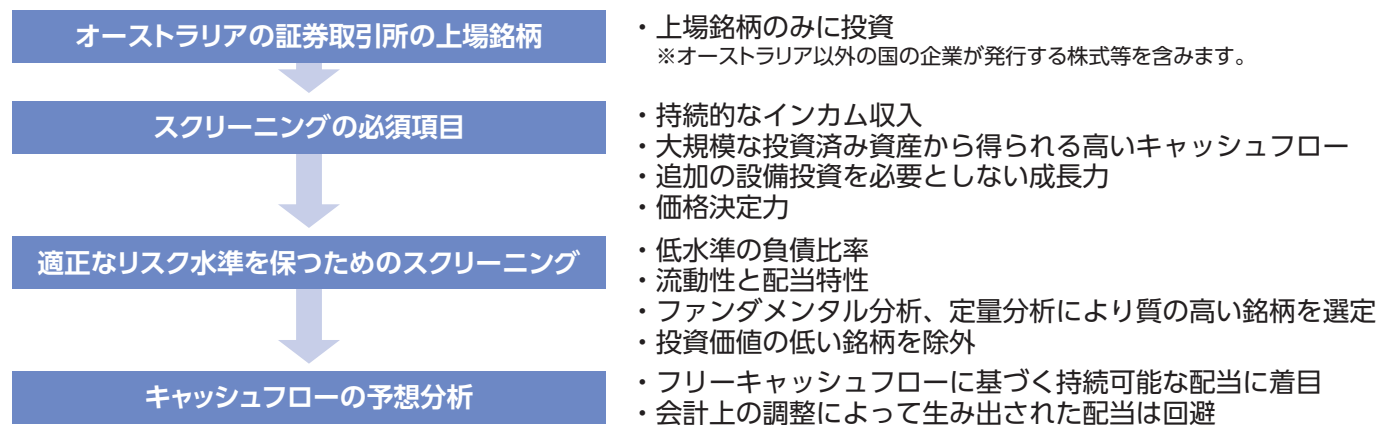 オーストラリアの証券取引所の上場銘柄
・上場銘柄のみに投資
※オーストラリア以外の国の企業が発行する株式等を含みます。
スクリーニングの必須項目
・持続的なインカム収入
・大規模な投資済み資産から得られる高いキャッシュフロー
・追加の設備投資を必要としない成長力
・価格決定力
適正なリスク水準を保つためのスクリーニング
・低水準の負債比率
・流動性と配当特性
・ファンダメンタル分析、定量分析により質の高い銘柄を選定
・投資価値の低い銘柄を除外
キャッシュフローの予想分析
・フリーキャッシュフローに基づく持続可能な配当に着目
・会計上の調整によって生み出された配当は回避